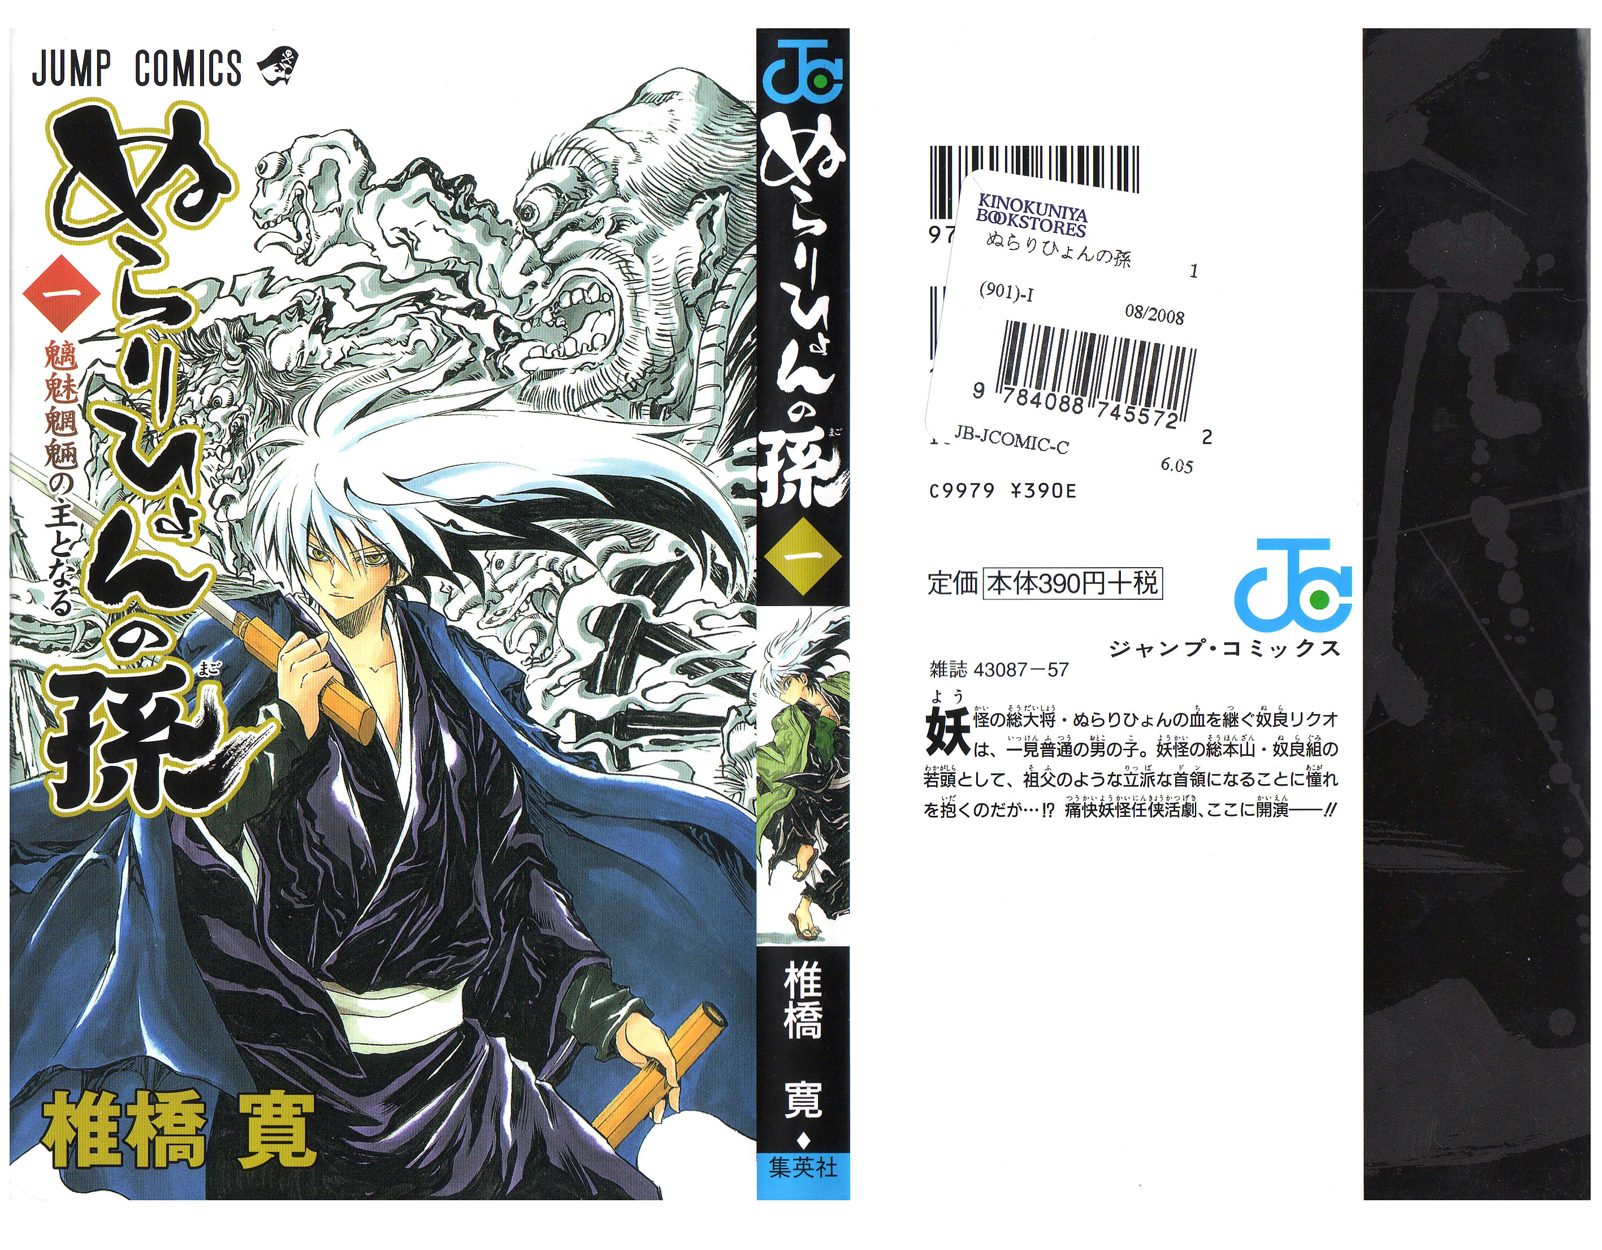 JUMP COMICS
ぬらりひょんの孫
まご
一
魑魅魍魎の主となる
椎橋 寛
JC
ぬらりひょんの孫
まご
一
椎橋 寛
集英社
97
KINOKUNIYA
BOOKSTORES
ぬらりひょんの孫 1
(901)-I 08/2008
9 784088 745572 2
JB-JCOMIC-C 6.05
C9979 ¥390E
定価 本体390円+税
JC
ジャンプ・コミックス
雑誌 43087-57
妖怪の総大将・ぬらりひょんの血を継ぐ奴良リクオ
は、一見普通の男の子。妖怪の総本山・奴良組の
若頭として、祖父のような立派な首領になることに憧れ
を抱くのだが…!? 痛快妖怪任侠活劇、ここに開演――!!